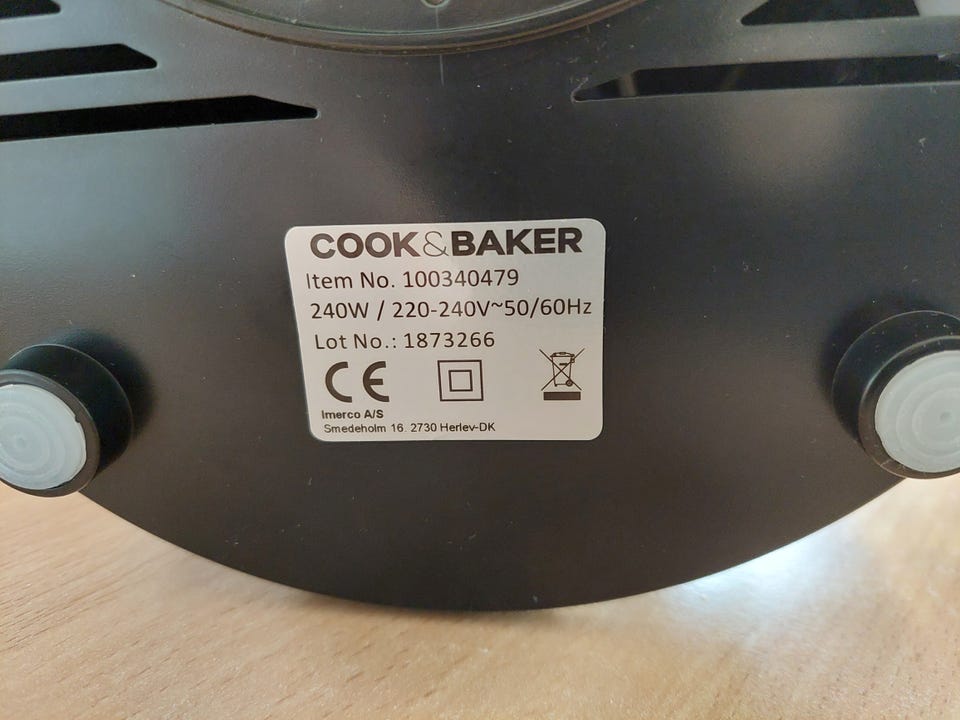 COOK&BAKER
Item No. 100340479
240W / 220-240V~50/60Hz
Lot No.: 1873266
CE
Imerco A/S
Smedeholm 16. 2730 Herlev-DK